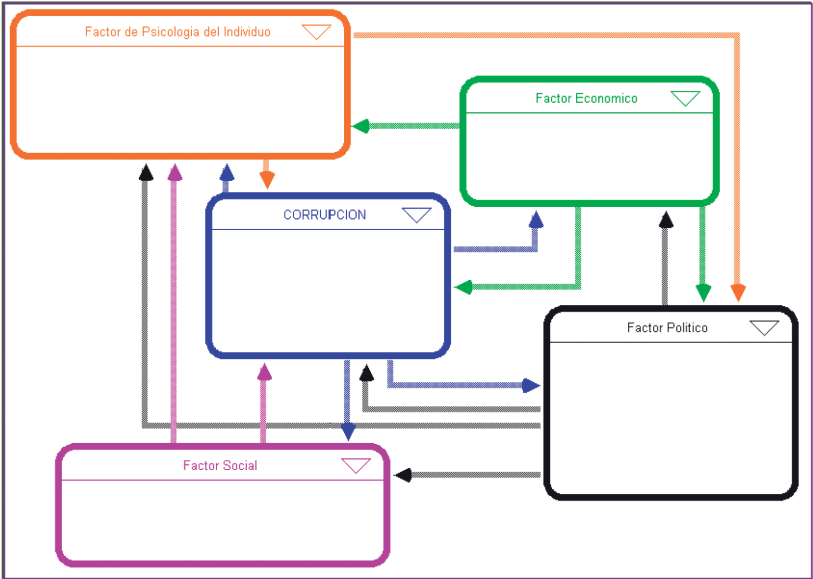 Factor de Psicologia del Individuo
Factor Economico
CORRUPCION
Factor Politico
Factor Social